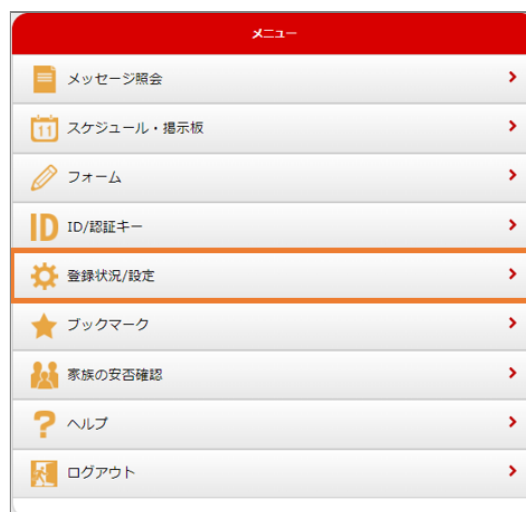 メニュー
メッセージ照会
11
スケジュール・掲示板
フォーム
ID
ID/認証キー
登録状況/設定
ブックマーク
家族の安否確認
?
ヘルプ
ログアウト